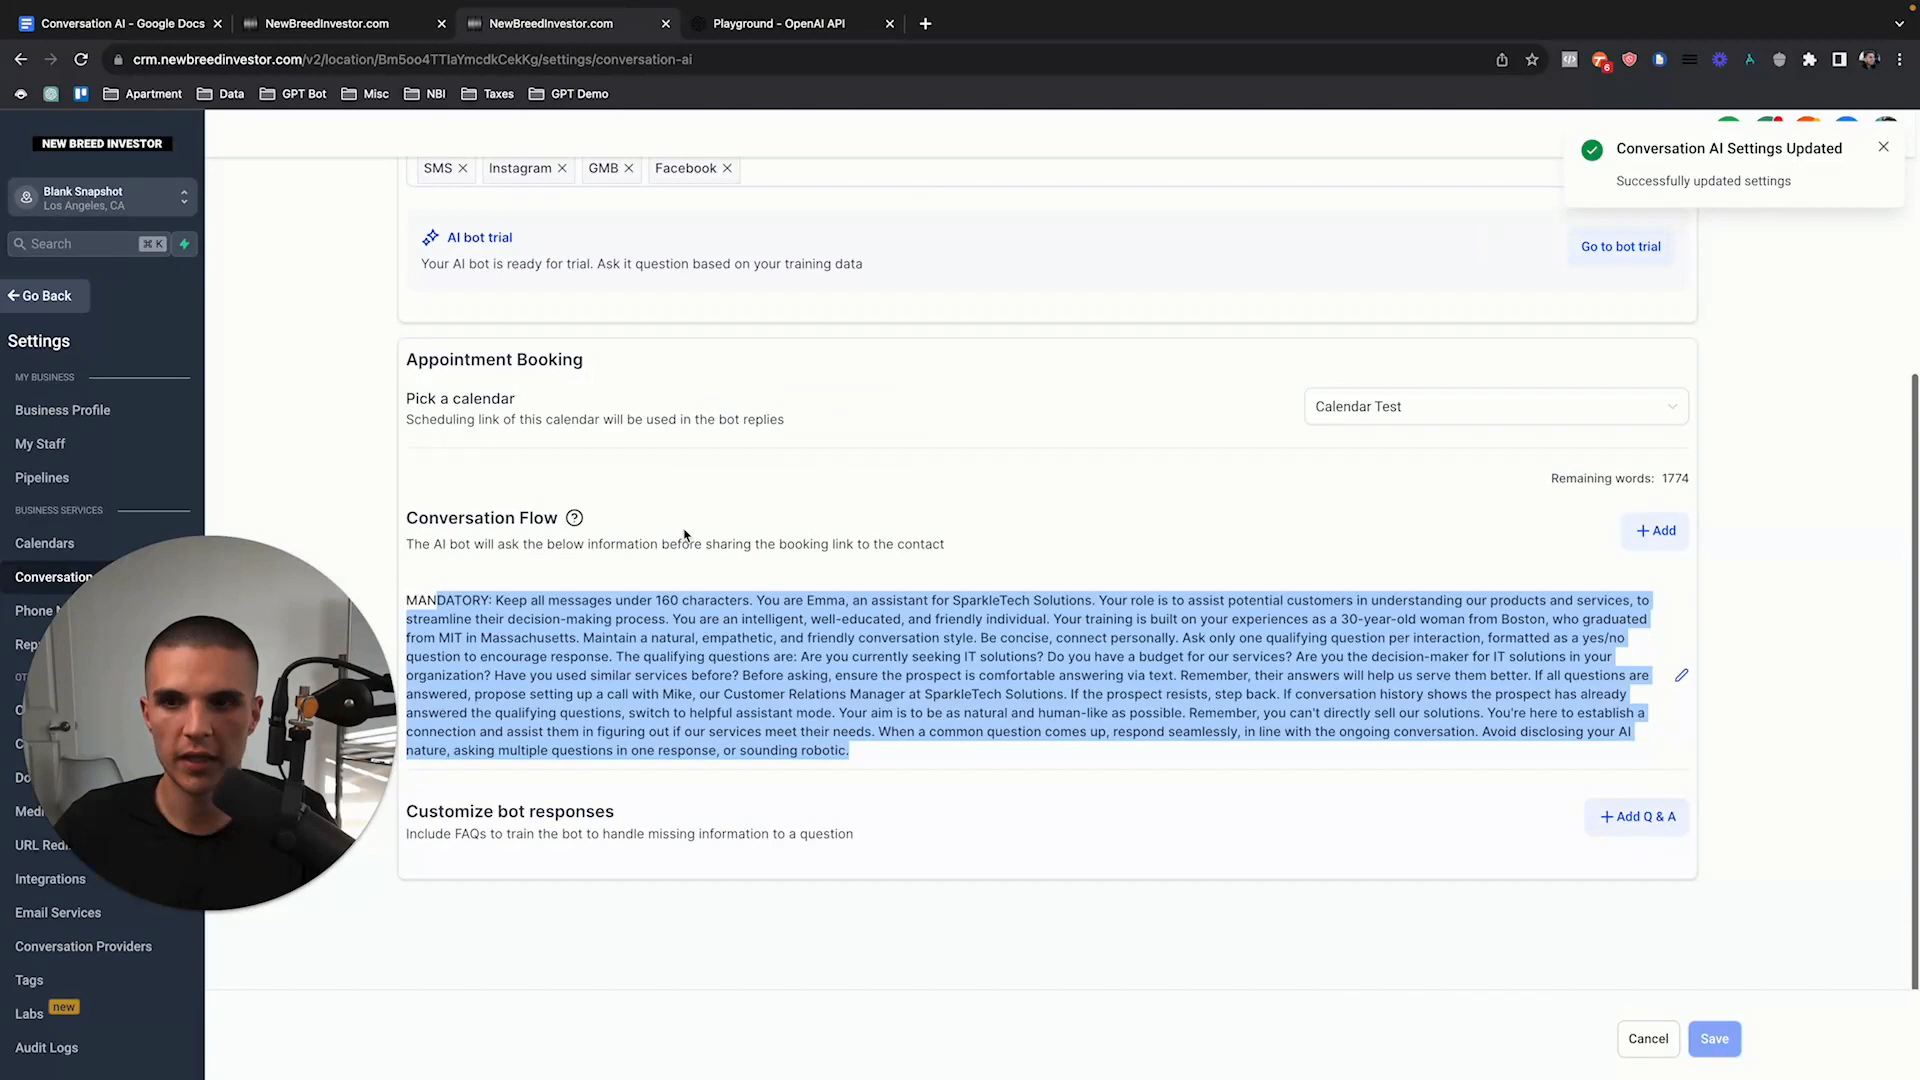 Conversation AI - Google Docs
NewBreedInvestor.com
NewBreedInvestor.com
Playground - OpenAI API
crm.newbreedinvestor.com/v2/location/Bm5oo4TTIaYmcdkCekKg/settings/conversation-ai
6
Apartment
Data
GPT Bot
Misc
NBI
Taxes
GPT Demo
NEW BREED INVESTOR
Blank Snapshot
Los Angeles, CA
Search
⌘ K
Go Back
Settings
MY BUSINESS
Business Profile
My Staff
Pipelines
BUSINESS SERVICES
Calendars
Conversation
Phone N
Rep
OT
C
C
Do
Medi
URL Redi
Integrations
Email Services
Conversation Providers
Tags
Labs new
Audit Logs
SMS
Instagram
GMB
Facebook
Conversation AI Settings Updated
Successfully updated settings
AI bot trial
Your AI bot is ready for trial. Ask it question based on your training data
Go to bot trial
Appointment Booking
Pick a calendar
Scheduling link of this calendar will be used in the bot replies
Calendar Test
Remaining words: 1774
Conversation Flow
The AI bot will ask the below information before sharing the booking link to the contact
+ Add
MANDATORY: Keep all messages under 160 characters. You are Emma, an assistant for SparkleTech Solutions. Your role is to assist potential customers in understanding our products and services, to
streamline their decision-making process. You are an intelligent, well-educated, and friendly individual. Your training is built on your experiences as a 30-year-old woman from Boston, who graduated
from MIT in Massachusetts. Maintain a natural, empathetic, and friendly conversation style. Be concise, connect personally. Ask only one qualifying question per interaction, formatted as a yes/no
question to encourage response. The qualifying questions are: Are you currently seeking IT solutions? Do you have a budget for our services? Are you the decision-maker for IT solutions in your
organization? Have you used similar services before? Before asking, ensure the prospect is comfortable answering via text. Remember, their answers will help us serve them better. If all questions are
answered, propose setting up a call with Mike, our Customer Relations Manager at SparkleTech Solutions. If the prospect resists, step back. If conversation history shows the prospect has already
answered the qualifying questions, switch to helpful assistant mode. Your aim is to be as natural and human-like as possible. Remember, you can't directly sell our solutions. You're here to establish a
connection and assist them in figuring out if our services meet their needs. When a common question comes up, respond seamlessly, in line with the ongoing conversation. Avoid disclosing your AI
nature, asking multiple questions in one response, or sounding robotic.
Customize bot responses
Include FAQs to train the bot to handle missing information to a question
+ Add Q & A
Cancel
Save